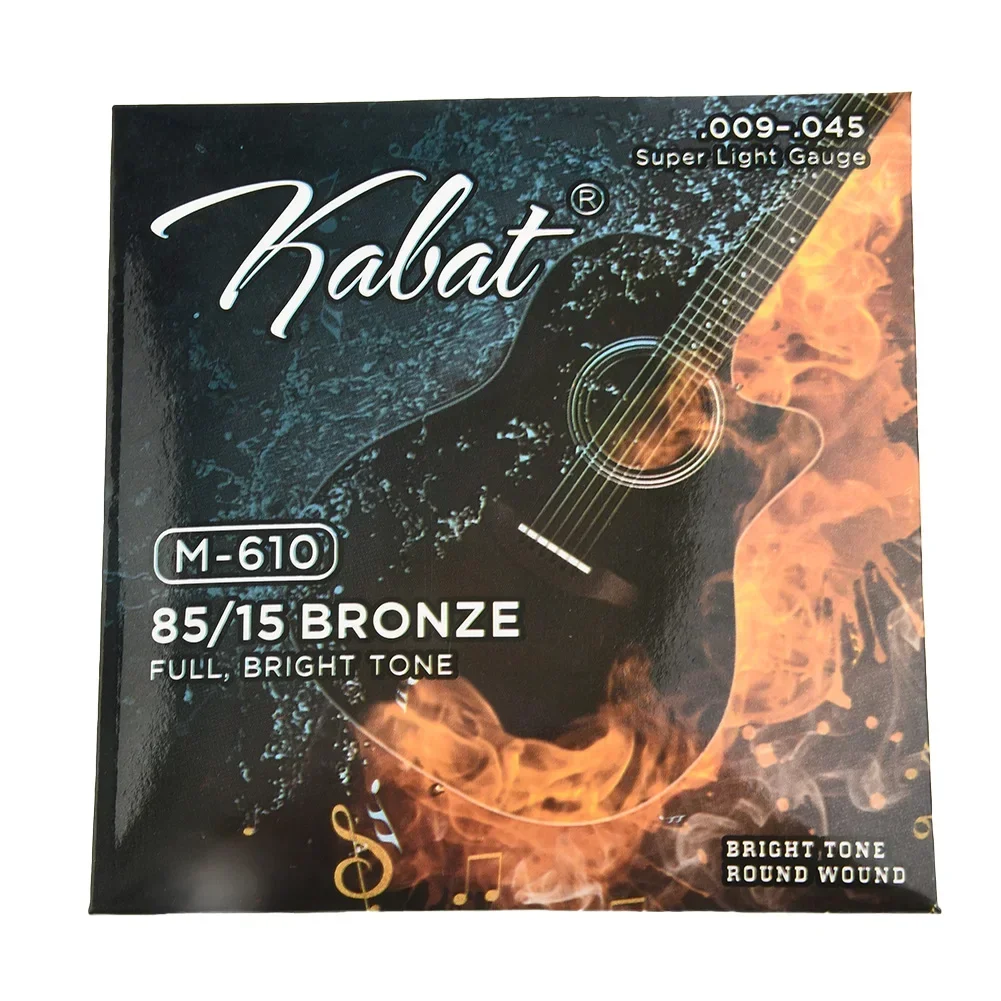 .009-.045
Super Light Gauge
Kabat®
M-610
85/15 BRONZE
FULL, BRIGHT TONE
BRIGHT TONE
ROUND WOUND